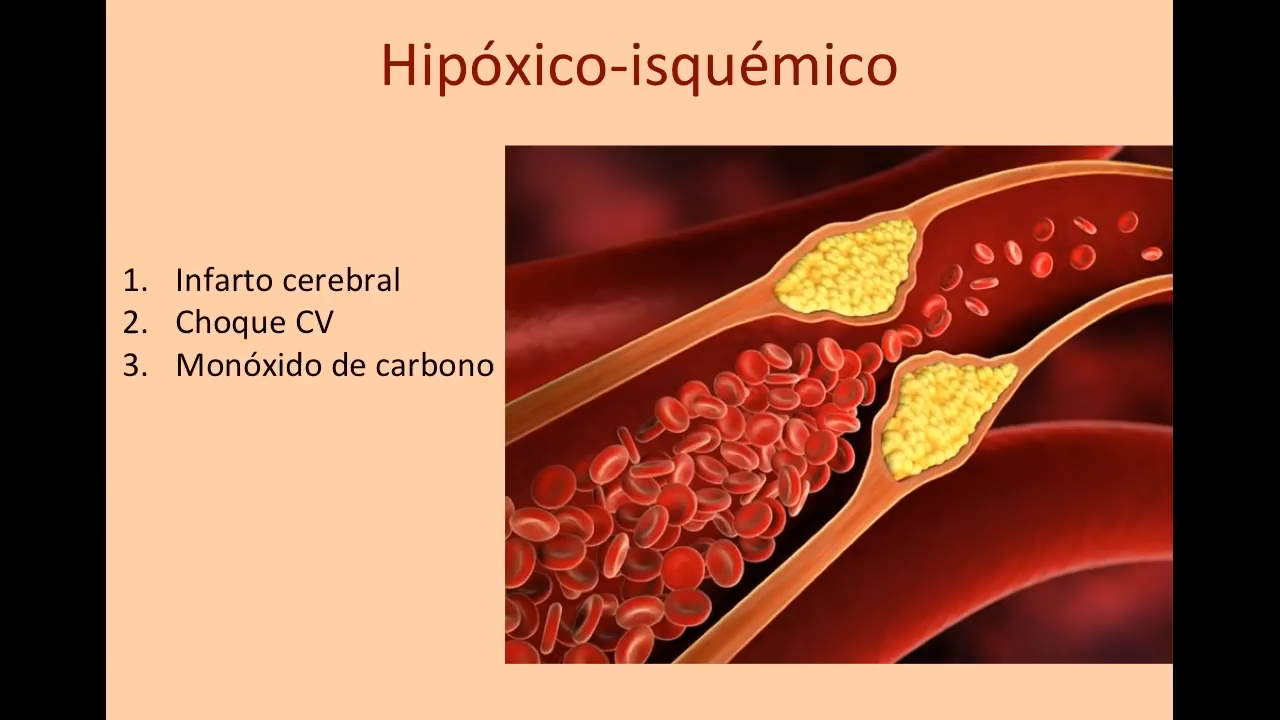 Hipóxico-isquémico
1. Infarto cerebral
2. Choque CV
3. Monóxido de carbono